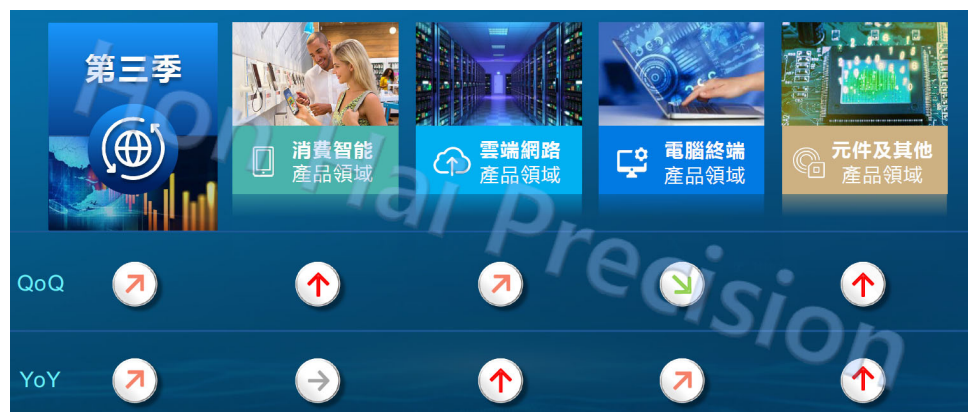 第三季
消費智能
產品領域
雲端網路
產品領域
電腦終端
產品領域
元件及其他
產品領域
QoQ
YoY
Hon Hai Precision